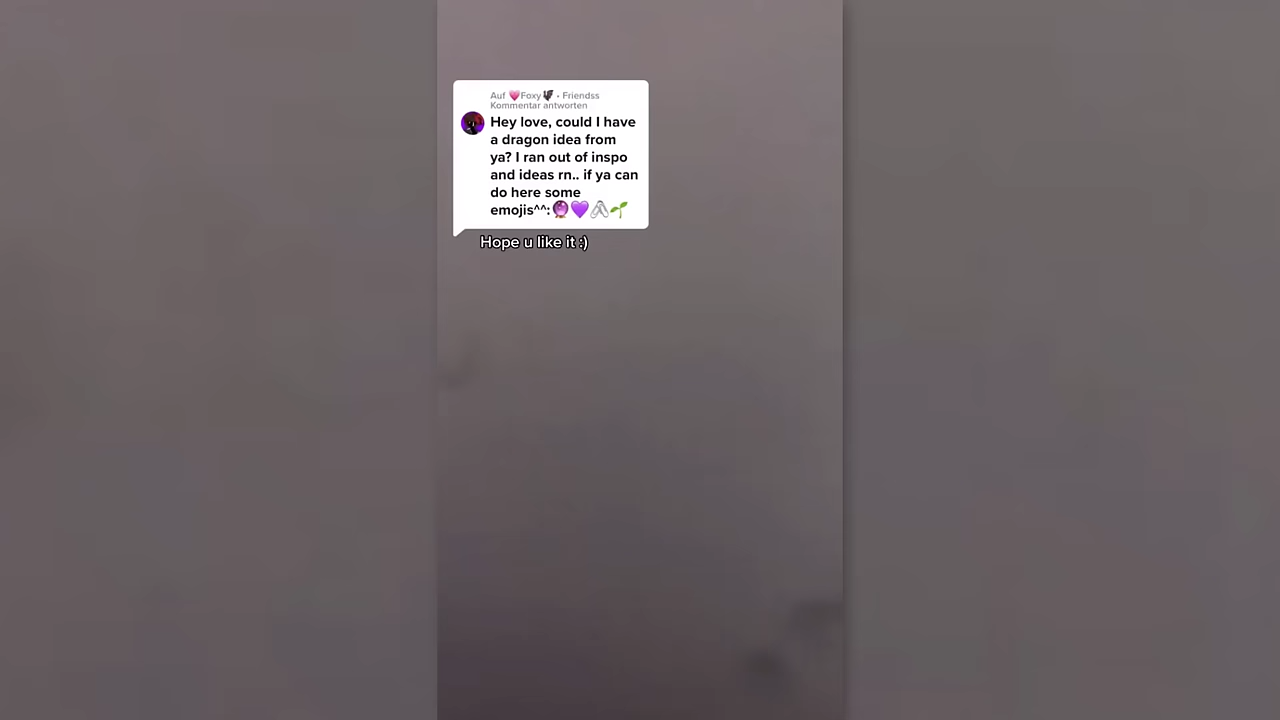 Auf 💗Foxy🐦‍⬛ • Friendss
Kommentar antworten
Hey love, could I have
a dragon idea from
ya? I ran out of inspo
and ideas rn.. if ya can
do here some
emojis^^:🔮💜🖇️🌱
Hope u like it :)